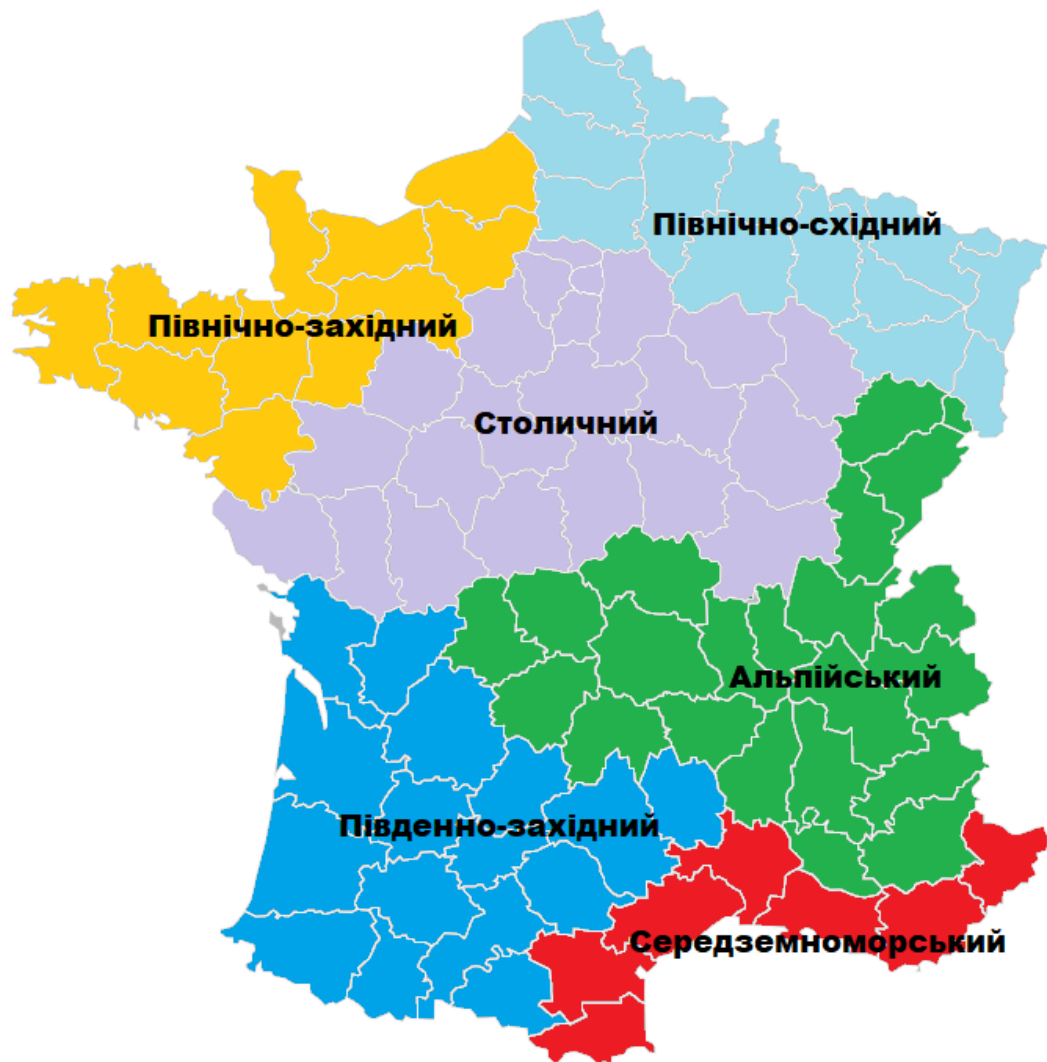 Північно-східний
Північно-західний
Столичний
Альпійський
Південно-західний
Середземноморський